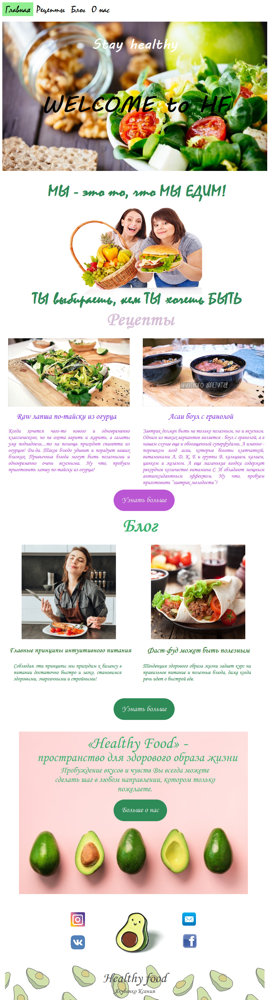 Главная Рецепты Блог О нас
Stay healthy
WELCOME to HF
МЫ - это то, что МЫ ЕДИМ!
ТЫ выбираешь, кем ТЫ хочешь БЫТЬ
Рецепты
ПРИЯТНОГО АППЕТИТА!
Raw лапша по-тайски из огурца
Когда хочется чего-то нового и одновременно
классического, но не охота варить и жарить, а салаты
уже поднадоели....то на помощь приходят спагетти из
огурцов! Да-да. Такое блюдо удивит и порадует ваших
близких. Привычные блюда могут быть полезными и
одновременно очень вкусными. Ну что, пробуем
приготовить лапшу по-тайски из огурца?
Асаи боул с гранолой
Завтрак должен быть не только полезным, но и вкусным.
Одним из таких вариантов является - боул с гранолой, а в
нашем случае еще и обогащенный суперфудами. А именно -
порошком ягод асаи, которые богаты клетчаткой,
витаминами A, D, K, E и группы B, кальцием, калием,
цинком и железом. А еще маленькие ягодки содержат
рекордное количество витамина C. И обладают мощным
антиоксидантным эффектом. Ну что, пробуем
приготовить "завтрак молодости"?
Узнать больше
Блог
Главные принципы интуитивного питания
Соблюдая эти принципы мы приходим к балансу в
питании достаточно быстро и легко, становимся
здоровыми, энергичными и стройными!
Фаст-фуд может быть полезным
Тенденция здорового образа жизни задает курс на
правильное питание и полезные блюда, даже когда
речь идет о быстрой еде.
Узнать больше
«Healthy Food» -
пространство для здорового образа жизни
Пробуждение вкусов и чувств Вы всегда можете
сделать шаг в любом направлении, котором только
пожелаете.
Больше о нас
Healthy food
Якубенко Ксения